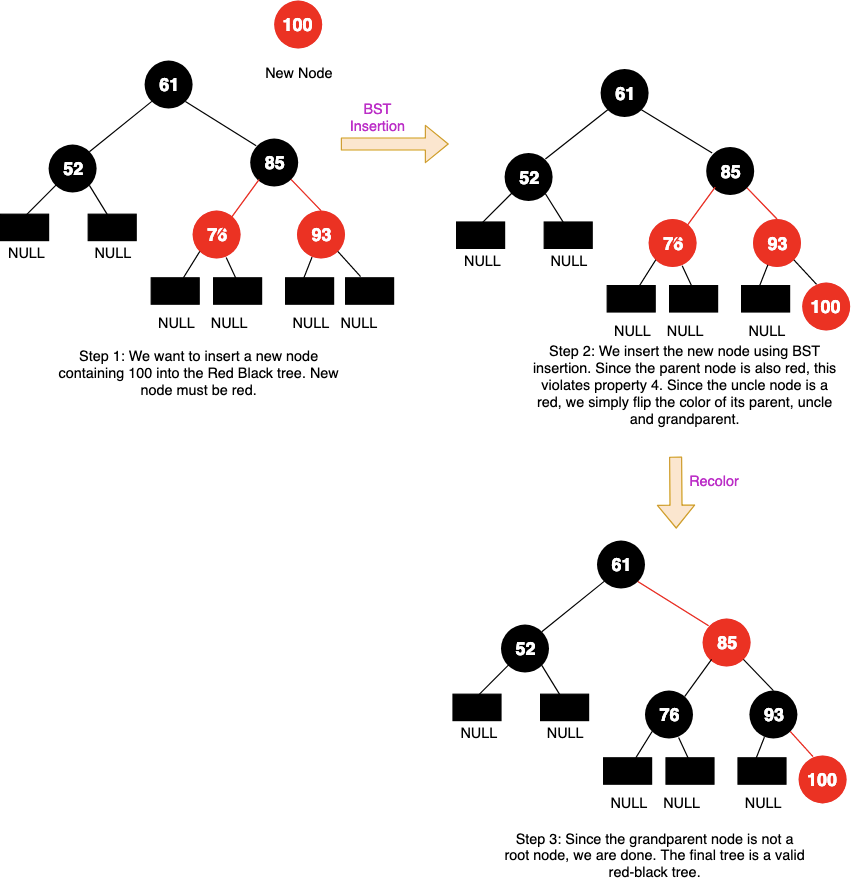 100
New Node
61
52
85
76
93
NULL
NULL
NULL
NULL
NULL
NULL
Step 1: We want to insert a new node
containing 100 into the Red Black tree. New
node must be red.
BST
Insertion
61
52
85
76
93
100
NULL
NULL
NULL
NULL
NULL
Step 2: We insert the new node using BST
insertion. Since the parent node is also red, this
violates property 4. Since the uncle node is a
red, we simply flip the color of its parent, uncle
and grandparent.
Recolor
61
52
85
76
93
NULL
NULL
100
NULL
NULL
NULL
Step 3: Since the grandparent node is not a
root node, we are done. The final tree is a valid
red-black tree.